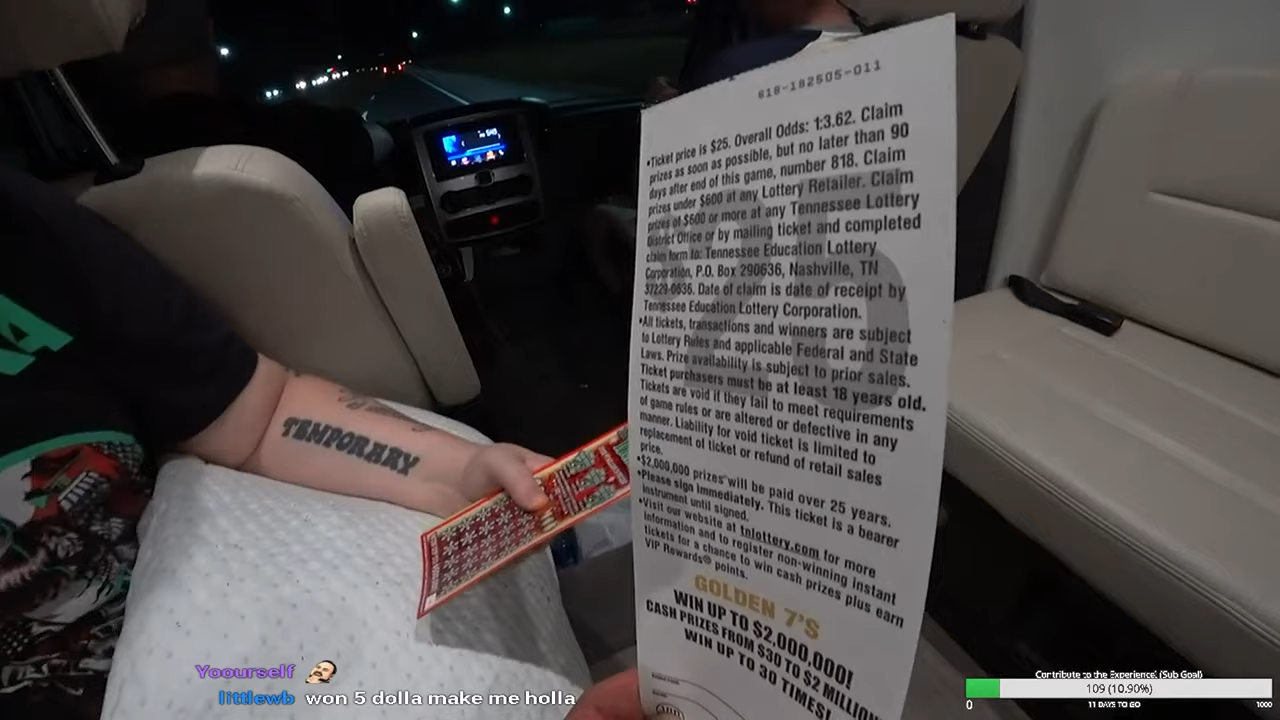 818-182505-011
•Ticket price is $25. Overall Odds: 1:3.62. Claim
prizes as soon as possible, but no later than 90
days after end of this game, number 818. Claim
prizes under $600 at any Lottery Retailer. Claim
prizes of $600 or more at any Tennessee Lottery
District Office or by mailing ticket and completed
claim form to: Tennessee Education Lottery
Corporation, P.O. Box 290636, Nashville, TN
37229-0636. Date of claim is date of receipt by
Tennessee Education Lottery Corporation.
•All tickets, transactions and winners are subject
to Lottery Rules and applicable Federal and State
Laws. Prize availability is subject to prior sales.
Ticket purchasers must be at least 18 years old.
Tickets are void if they fail to meet requirements
of game rules or are altered or defective in any
manner. Liability for void ticket is limited to
replacement of ticket or refund of retail sales
price.
•$2,000,000 prizes will be paid over 25 years.
•Please sign immediately. This ticket is a bearer
instrument until signed.
•Visit our website at tnlottery.com for more
information and to register non-winning instant
tickets for a chance to win cash prizes plus earn
VIP Rewards® points.
GOLDEN 7'S
WIN UP TO $2,000,000!
CASH PRIZES FROM $30 TO $2 MILLION
WIN UP TO 30 TIMES!
TEMPORARY
Yoourself
littlewb won 5 dolla make me holla
Contribute to the Experience! (Sub Goal)
109 (10.90%)
0 11 DAYS TO GO 1000